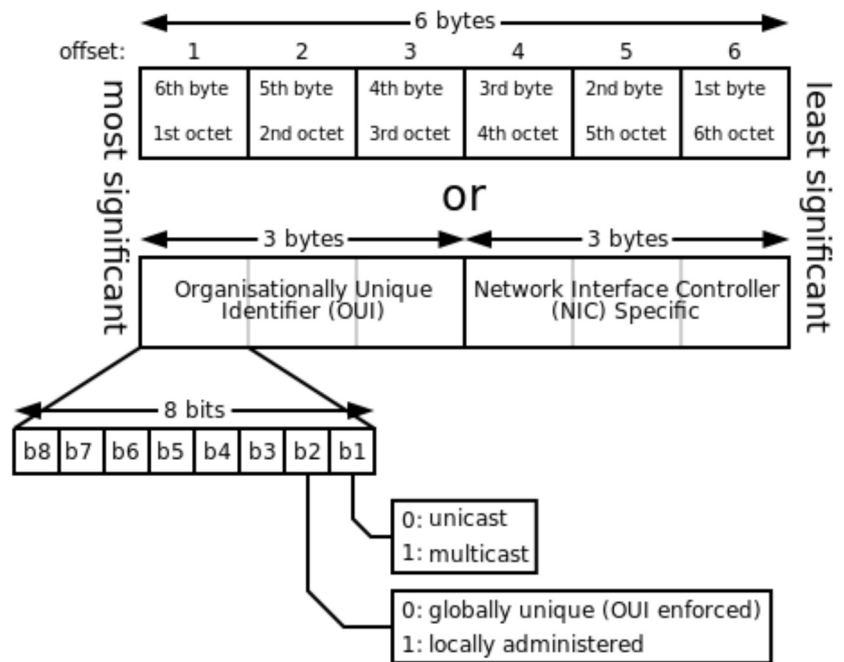 6 bytes
offset: 1 2 3 4 5 6
6th byte 5th byte 4th byte 3rd byte 2nd byte 1st byte
1st octet 2nd octet 3rd octet 4th octet 5th octet 6th octet
most significant
least significant
or
3 bytes 3 bytes
Organisationally Unique
Identifier (OUI)
Network Interface Controller
(NIC) Specific
8 bits
b8 b7 b6 b5 b4 b3 b2 b1
0: unicast
1: multicast
0: globally unique (OUI enforced)
1: locally administered